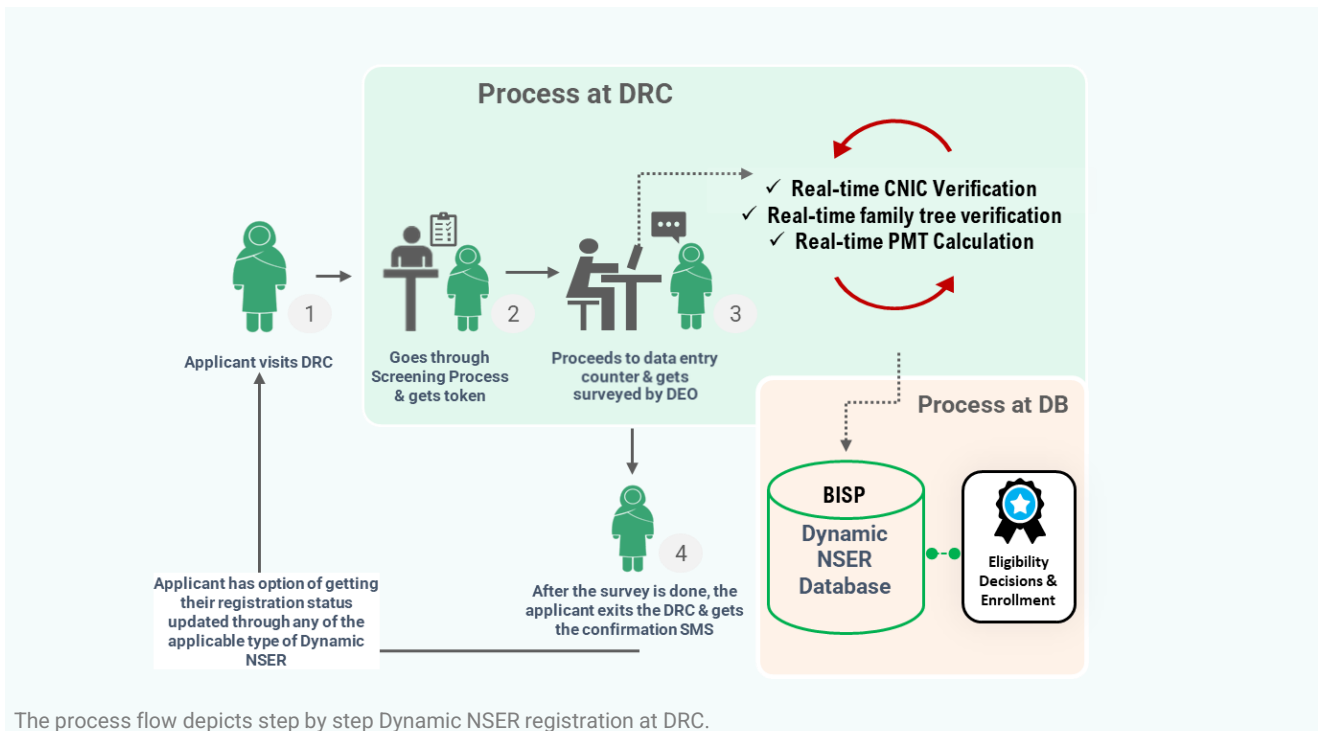 Process at DRC
✓ Real-time CNIC Verification
✓ Real-time family tree verification
✓ Real-time PMT Calculation
1
2
3
Applicant visits DRC
Goes through
Screening Process
& gets token
Proceeds to data entry
counter & gets
surveyed by DEO
Process at DB
BISP
Dynamic
NSER
Database
Eligibility
Decisions &
Enrollment
4
After the survey is done, the
applicant exits the DRC & gets
the confirmation SMS
Applicant has option of getting
their registration status
updated through any of the
applicable type of Dynamic
NSER
The process flow depicts step by step Dynamic NSER registration at DRC.